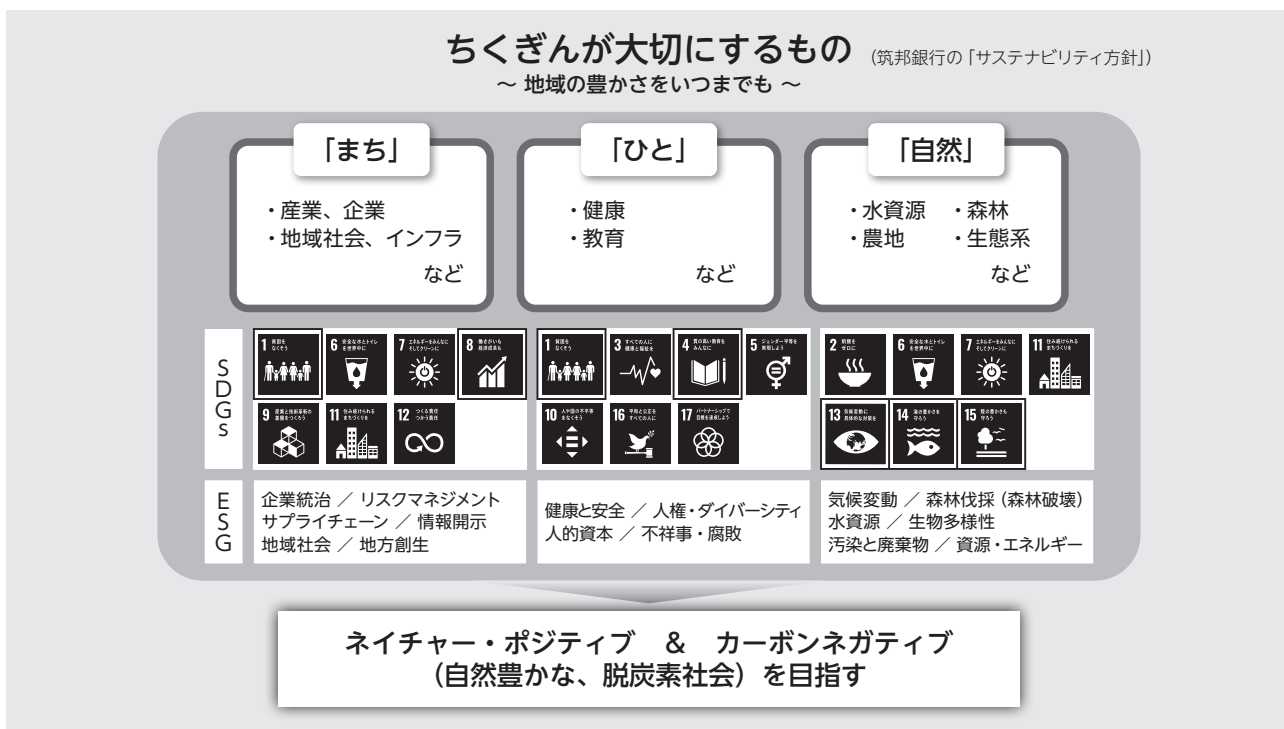 ちくぎんが大切にするもの (筑邦銀行の「サステナビリティ方針」)
～ 地域の豊かさをいつまでも ～
「まち」
・産業、企業
・地域社会、インフラ
など
「ひと」
・健康
・教育
など
「自然」
・水資源 ・森林
・農地 ・生態系
など
SDGs
1 貧困を
なくそう
6 安全な水とトイレ
を世界中に
7 エネルギーをみんなに
そしてクリーンに
8 働きがいも
経済成長も
9 産業と技術革新の
基盤をつくろう
11 住み続けられる
まちづくりを
12 つくる責任
つかう責任
1 貧困を
なくそう
3 すべての人に
健康と福祉を
4 質の高い教育を
みんなに
5 ジェンダー平等を
実現しよう
10 人や国の不平等
をなくそう
16 平和と公正を
すべての人に
17 パートナーシップで
目標を達成しよう
2 飢餓を
ゼロに
6 安全な水とトイレ
を世界中に
7 エネルギーをみんなに
そしてクリーンに
11 住み続けられる
まちづくりを
13 気候変動に
具体的な対策を
14 海の豊かさを
守ろう
15 陸の豊かさも
守ろう
ESG
企業統治 ／ リスクマネジメント
サプライチェーン ／ 情報開示
地域社会 ／ 地方創生
健康と安全 ／ 人権・ダイバーシティ
人的資本 ／ 不祥事・腐敗
気候変動 ／ 森林伐採（森林破壊）
水資源 ／ 生物多様性
汚染と廃棄物 ／ 資源・エネルギー
ネイチャー・ポジティブ ＆ カーボンネガティブ
（自然豊かな、脱炭素社会）を目指す